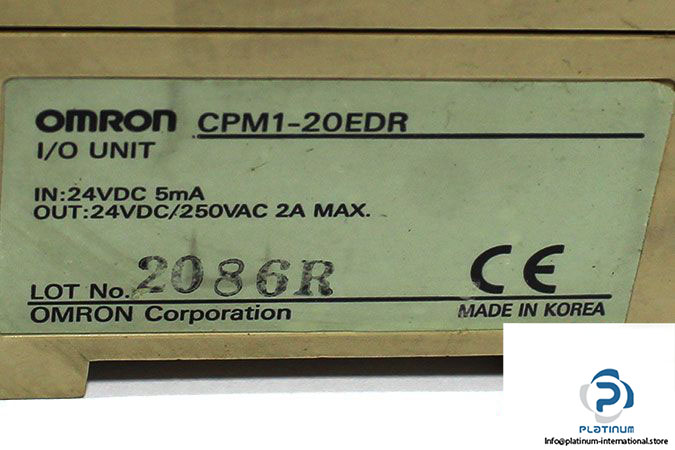 OMRON CPM1-20EDR
I/O UNIT
IN:24VDC 5mA
OUT:24VDC/250VAC 2A MAX.
LOT No. 2086R
CE
OMRON Corporation
MADE IN KOREA
PLATINUM
Info@platinum-international.store